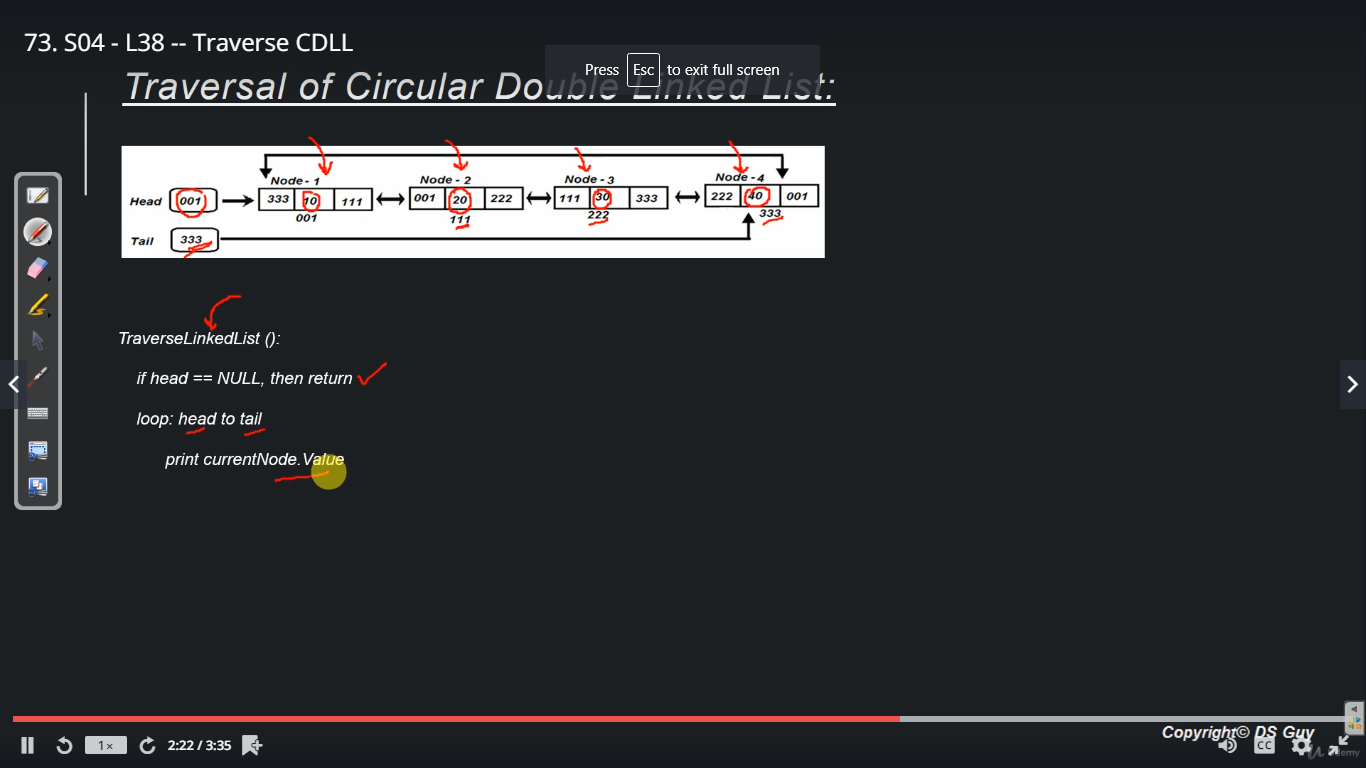 73. S04 - L38 -- Traverse CDLL
Press Esc to exit full screen
Traversal of Circular Double Linked List:
Node - 1 Node - 2 Node - 3 Node - 4
Head 001 333 10 111 001 20 222 111 30 333 222 40 001
001 111 222 333
Tail 333
TraverseLinkedList ():
if head == NULL, then return
loop: head to tail
print currentNode.Value
Copyright© DS Guy
1× 2:22 / 3:35 CC